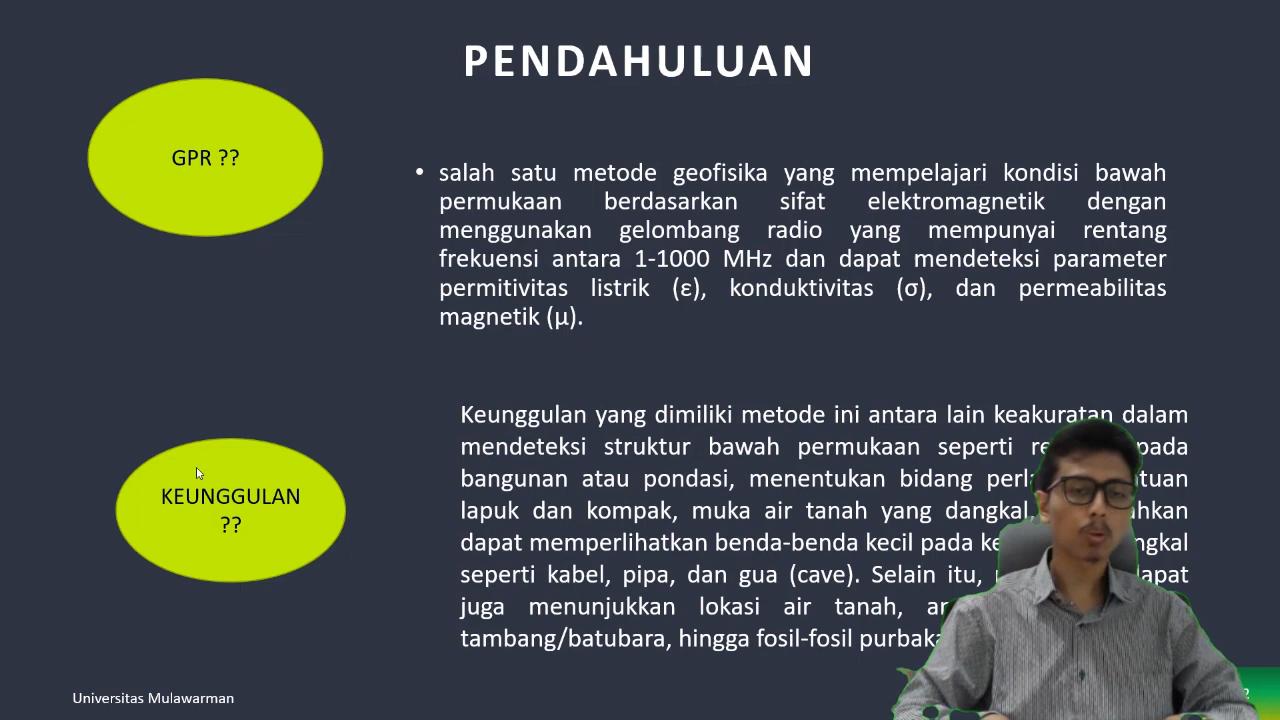 PENDAHULUAN
GPR ??
• salah satu metode geofisika yang mempelajari kondisi bawah
permukaan berdasarkan sifat elektromagnetik dengan
menggunakan gelombang radio yang mempunyai rentang
frekuensi antara 1-1000 MHz dan dapat mendeteksi parameter
permitivitas listrik (ε), konduktivitas (σ), dan permeabilitas
magnetik (μ).
KEUNGGULAN
??
Keunggulan yang dimiliki metode ini antara lain keakuratan dalam
mendeteksi struktur bawah permukaan seperti pada
bangunan atau pondasi, menentukan bidang
lapuk dan kompak, muka air tanah yang dangkal,
dapat memperlihatkan benda-benda kecil pada
seperti kabel, pipa, dan gua (cave). Selain itu,
juga menunjukkan lokasi air tanah,
tambang/batubara, hingga fosil-fosil
Universitas Mulawarman
2